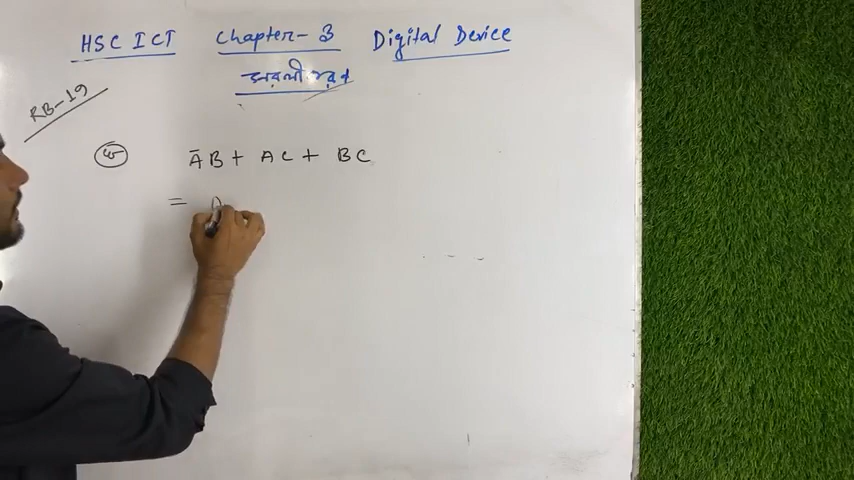 HSC ICT Chapter-3 Digital Device
সরলীকরণ
RB-19
ক ĀB + AC + BC
= A